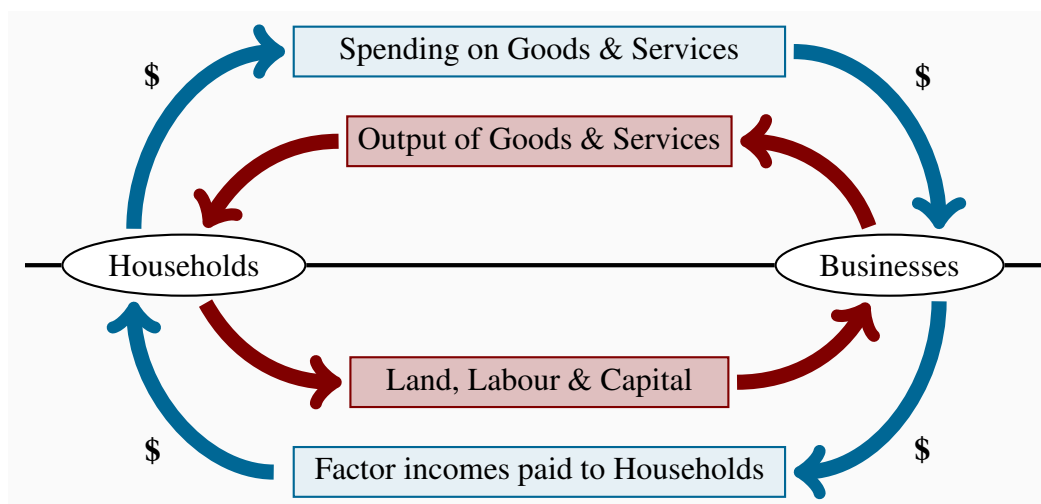 Spending on Goods & Services
$
$
Output of Goods & Services
Households
Businesses
Land, Labour & Capital
$
$
Factor incomes paid to Households